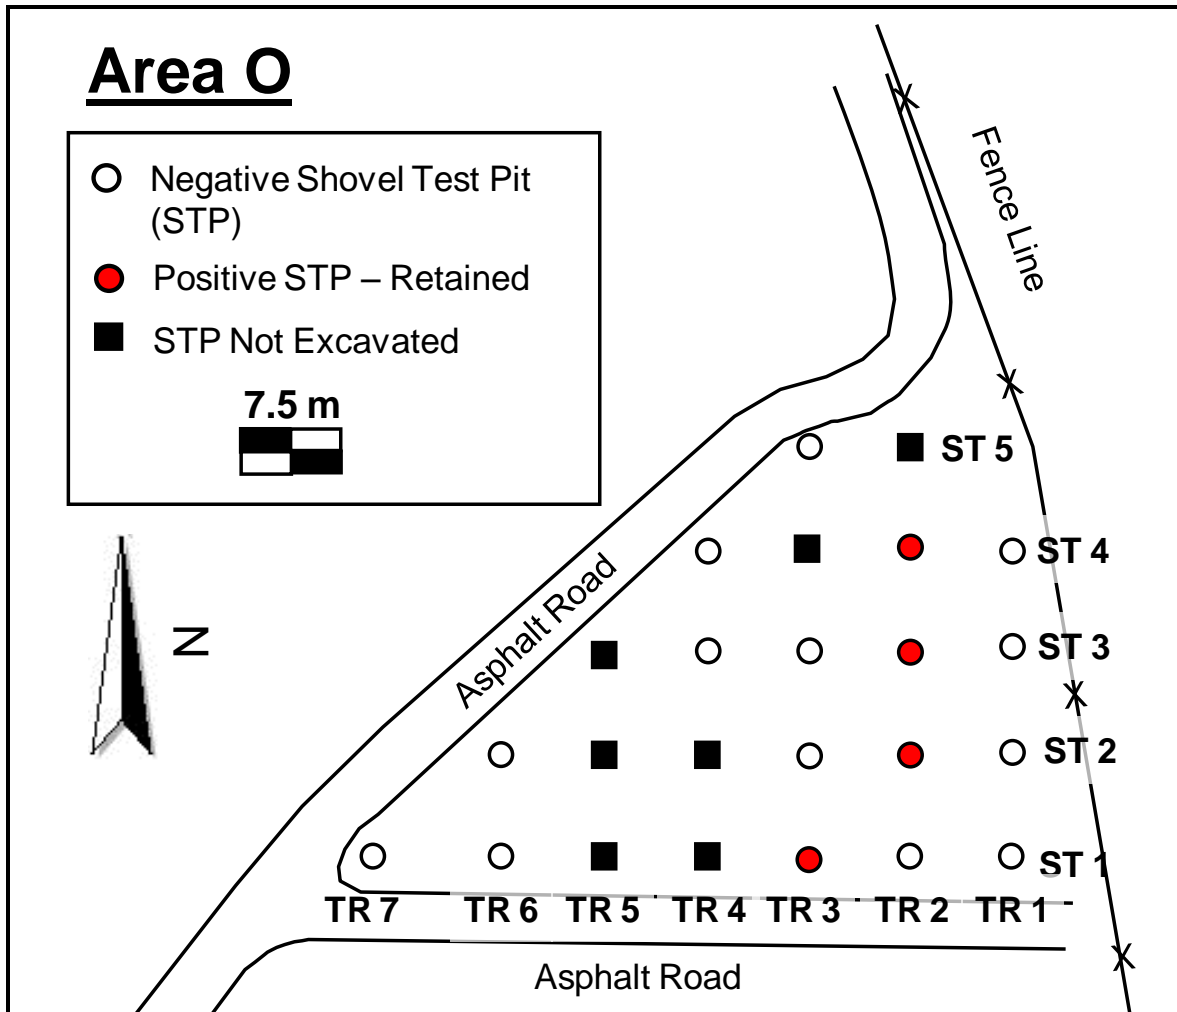 Area O
Negative Shovel Test Pit
(STP)
Positive STP – Retained
STP Not Excavated
7.5 m
N
Fence Line
Asphalt Road
ST 5
ST 4
ST 3
ST 2
ST 1
TR 7 TR 6 TR 5 TR 4 TR 3 TR 2 TR 1
Asphalt Road